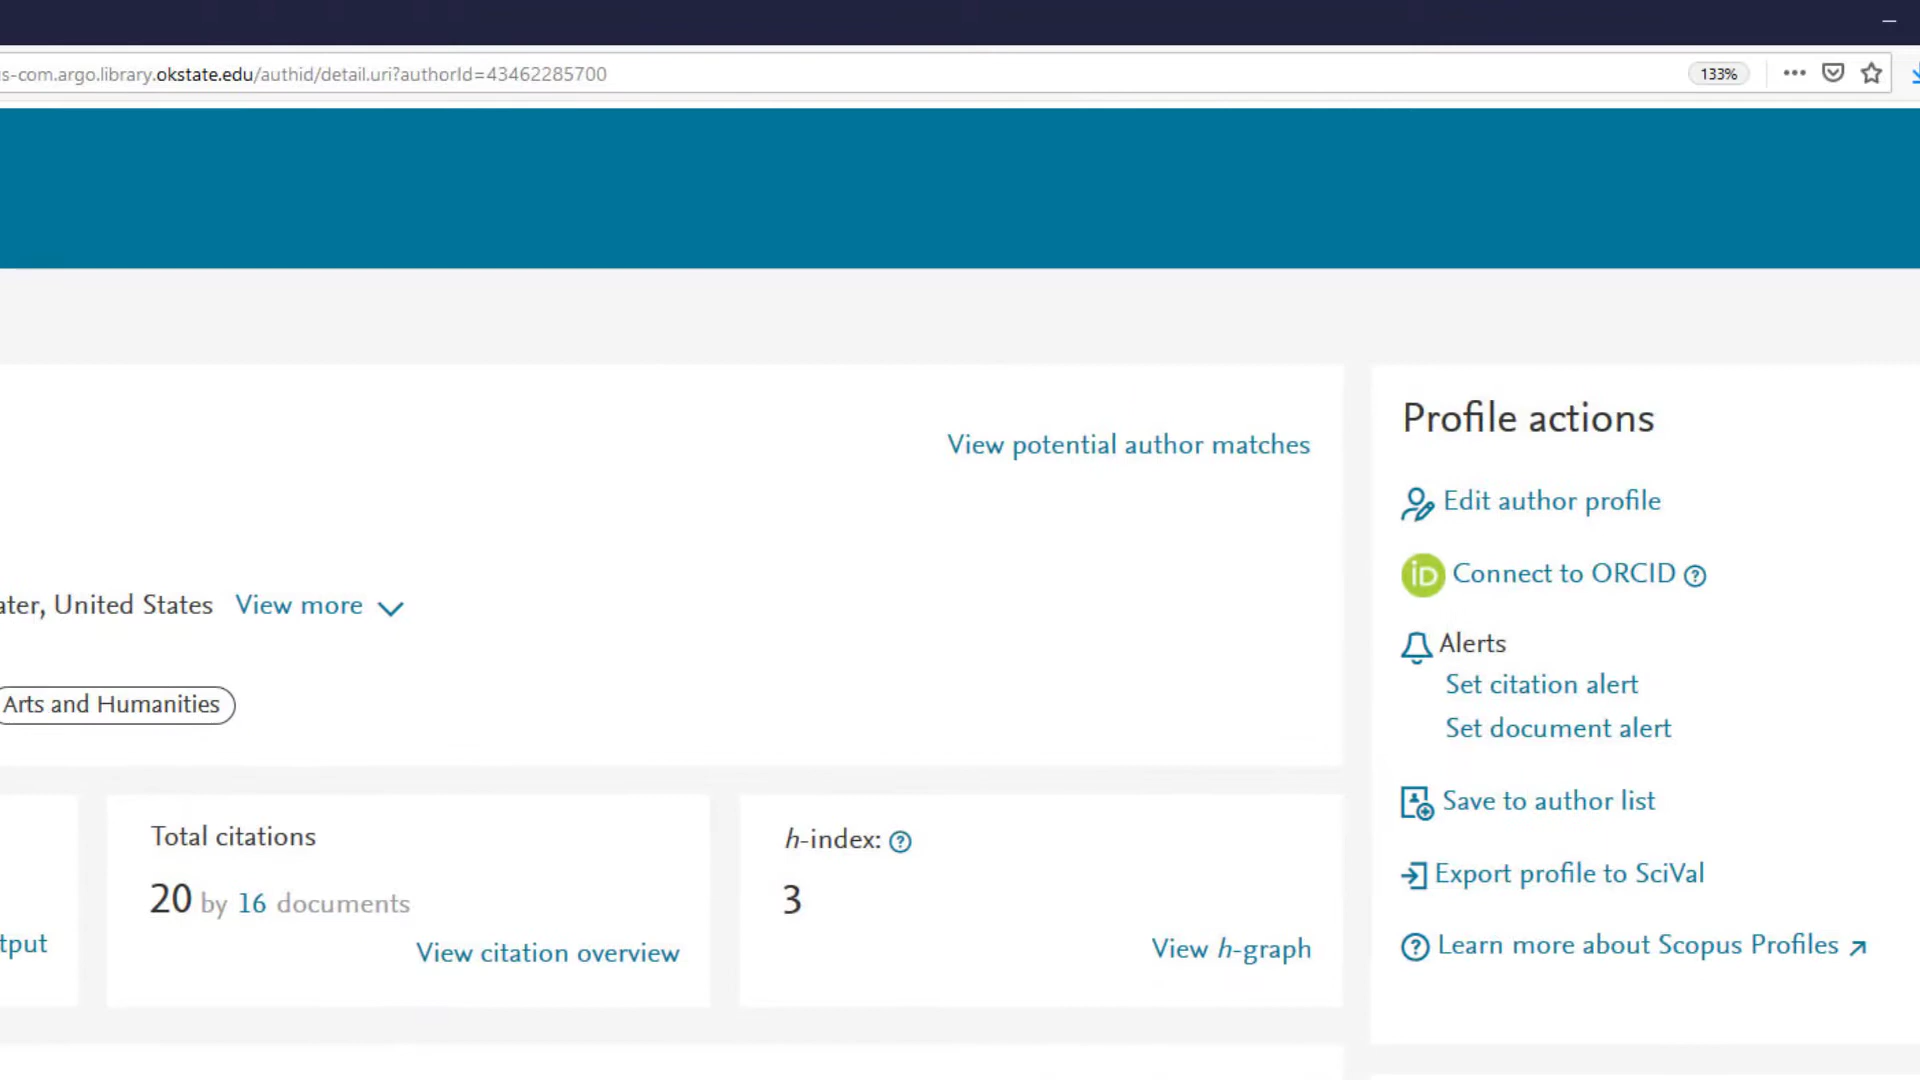 s-com.argo.library.okstate.edu/authid/detail.uri?authorId=43462285700
133%
View potential author matches
ater, United States View more
Arts and Humanities
Total citations
20 by 16 documents
View citation overview
h-index:
3
View h-graph
tput
Profile actions
Edit author profile
iD Connect to ORCID
Alerts
Set citation alert
Set document alert
Save to author list
Export profile to SciVal
Learn more about Scopus Profiles